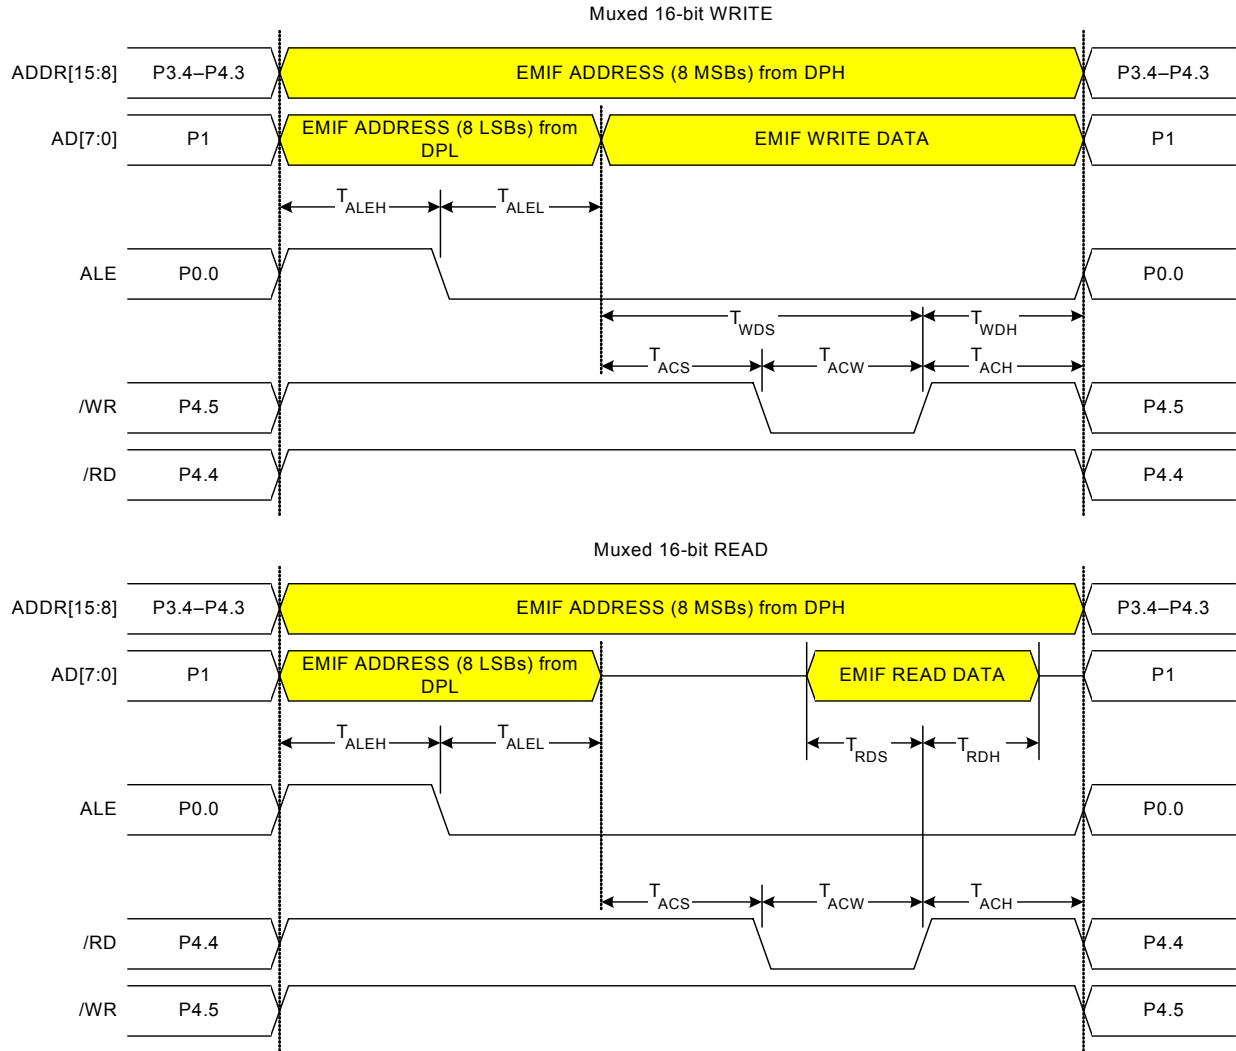 Muxed 16-bit WRITE
ADDR[15:8] P3.4–P4.3 EMIF ADDRESS (8 MSBs) from DPH P3.4–P4.3
AD[7:0] P1 EMIF ADDRESS (8 LSBs) from
DPL EMIF WRITE DATA P1
TALEH TALEL
ALE P0.0 P0.0
TWDS TWDH
TACS TACW TACH
/WR P4.5 P4.5
/RD P4.4 P4.4
Muxed 16-bit READ
ADDR[15:8] P3.4–P4.3 EMIF ADDRESS (8 MSBs) from DPH P3.4–P4.3
AD[7:0] P1 EMIF ADDRESS (8 LSBs) from
DPL EMIF READ DATA P1
TALEH TALEL TRDS TRDH
ALE P0.0 P0.0
TACS TACW TACH
/RD P4.4 P4.4
/WR P4.5 P4.5